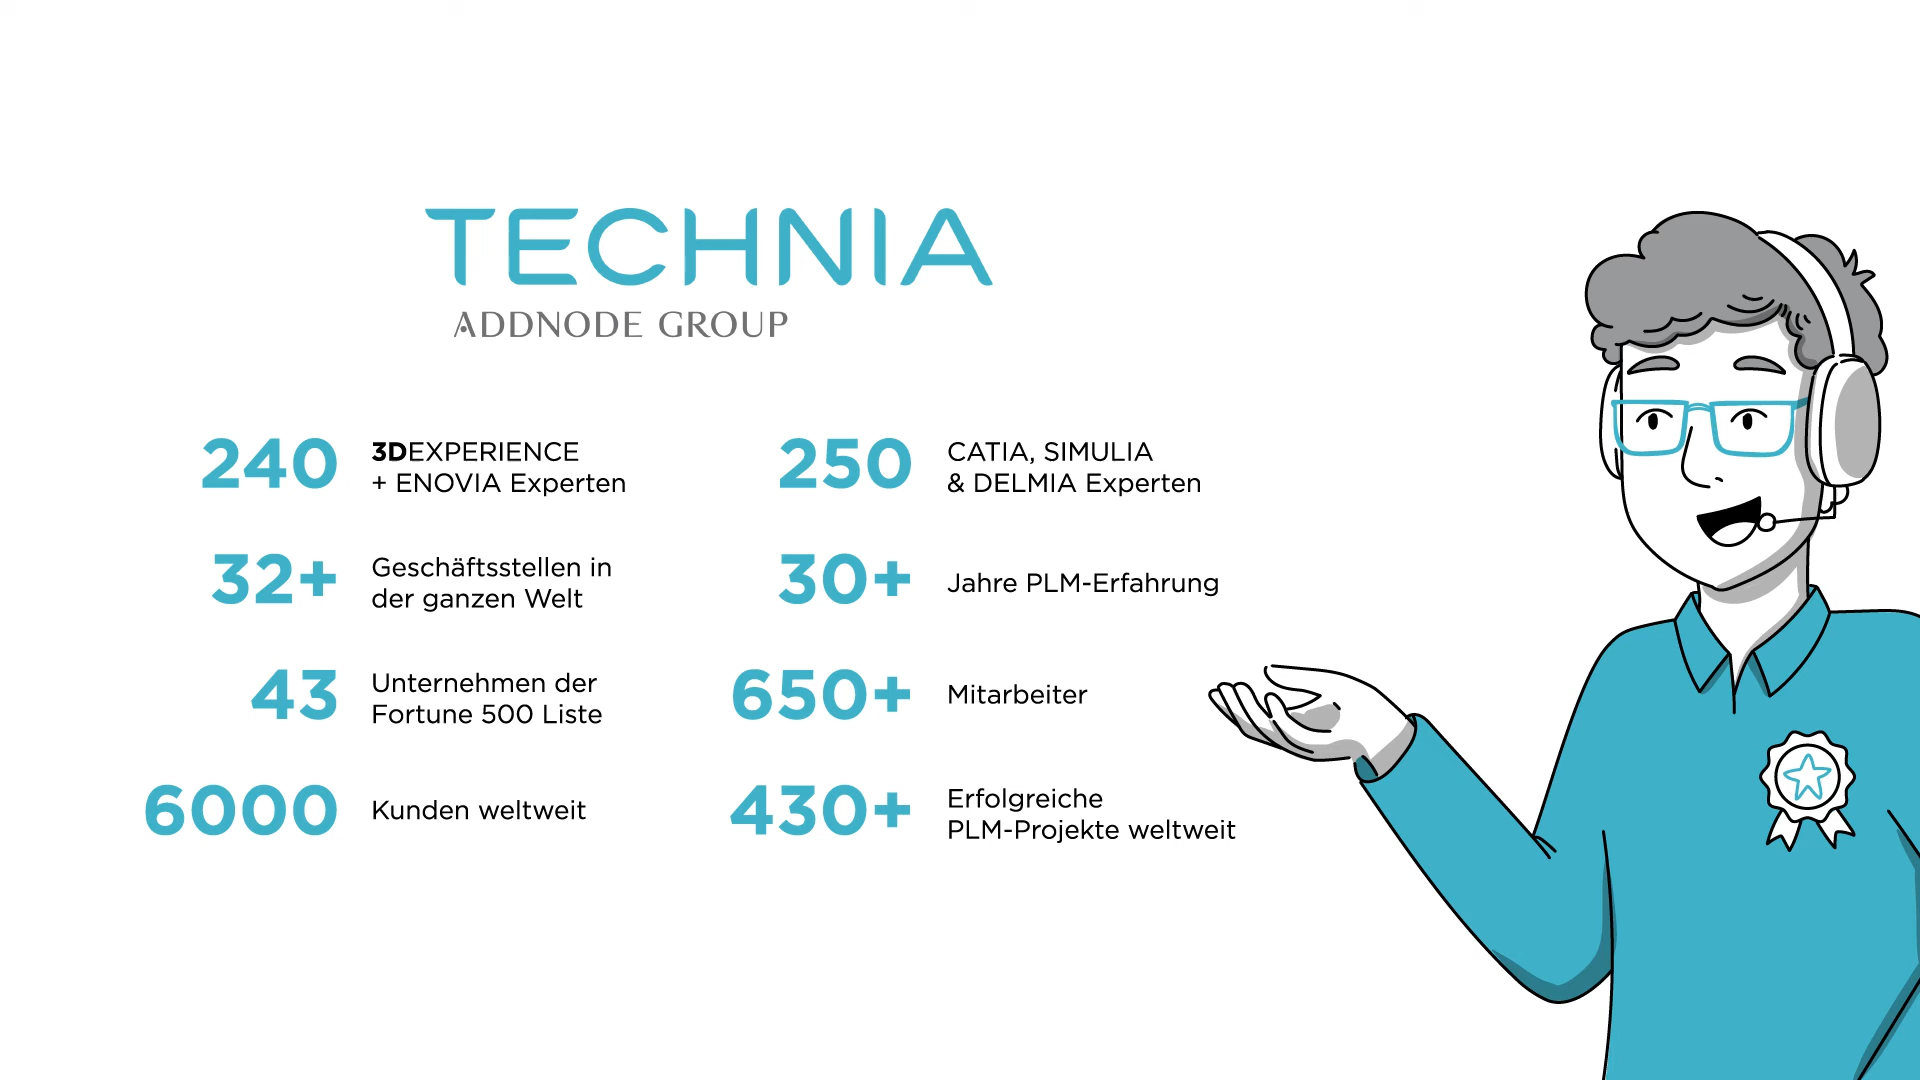 TECHNIA
ADDNODE GROUP
240
3DEXPERIENCE
+ ENOVIA Experten
250
CATIA, SIMULIA
& DELMIA Experten
32+
Geschäftsstellen in
der ganzen Welt
30+
Jahre PLM-Erfahrung
43
Unternehmen der
Fortune 500 Liste
650+
Mitarbeiter
6000
Kunden weltweit
430+
Erfolgreiche
PLM-Projekte weltweit